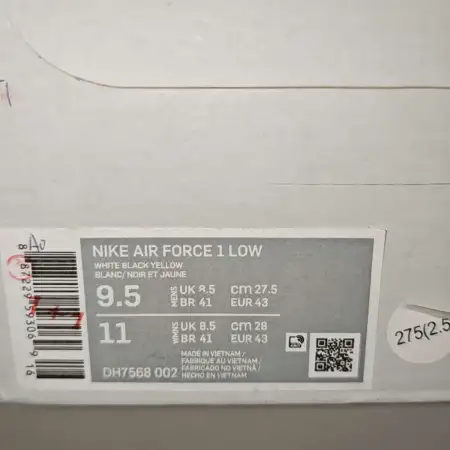 NIKE AIR FORCE 1 LOW
WHITE BLACK YELLOW
BLANC/ NOIR ET JAUNE
9.5 MENS UK 8.5 CM 27.5
BR 41 EUR 43
11 WMNS UK 8.5 CM 28
BR 41 EUR 43
MADE IN VIETNAM /
FABRIQUE AU VIETNAM /
FABRICADO NO VIETNÃ /
HECHO EN VIETNAM
DH7568 002
275(2.5